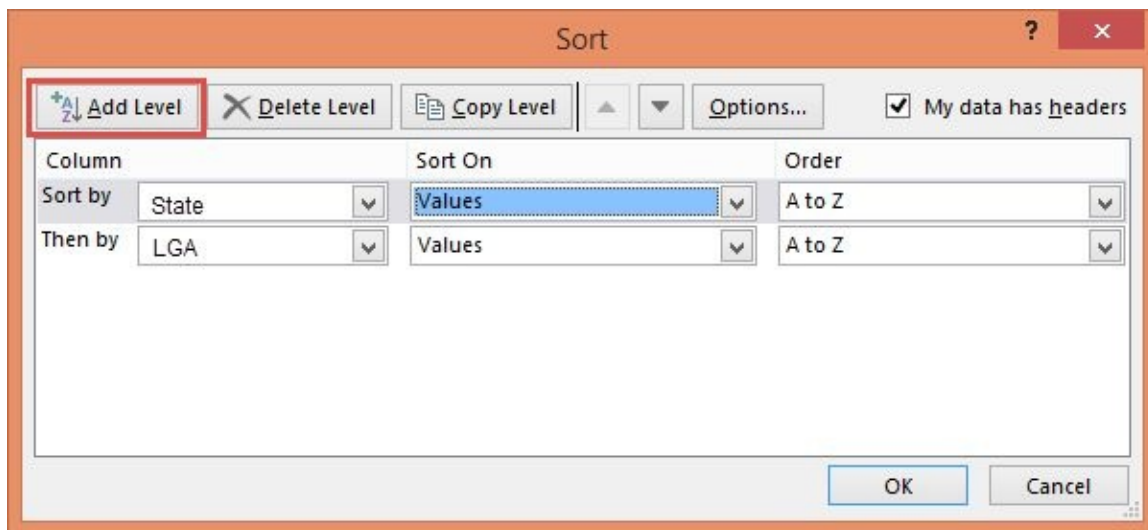 Sort
?
Add Level Delete Level Copy Level Options... My data has headers
Column Sort On Order
Sort by State Values A to Z
Then by LGA Values A to Z
OK Cancel